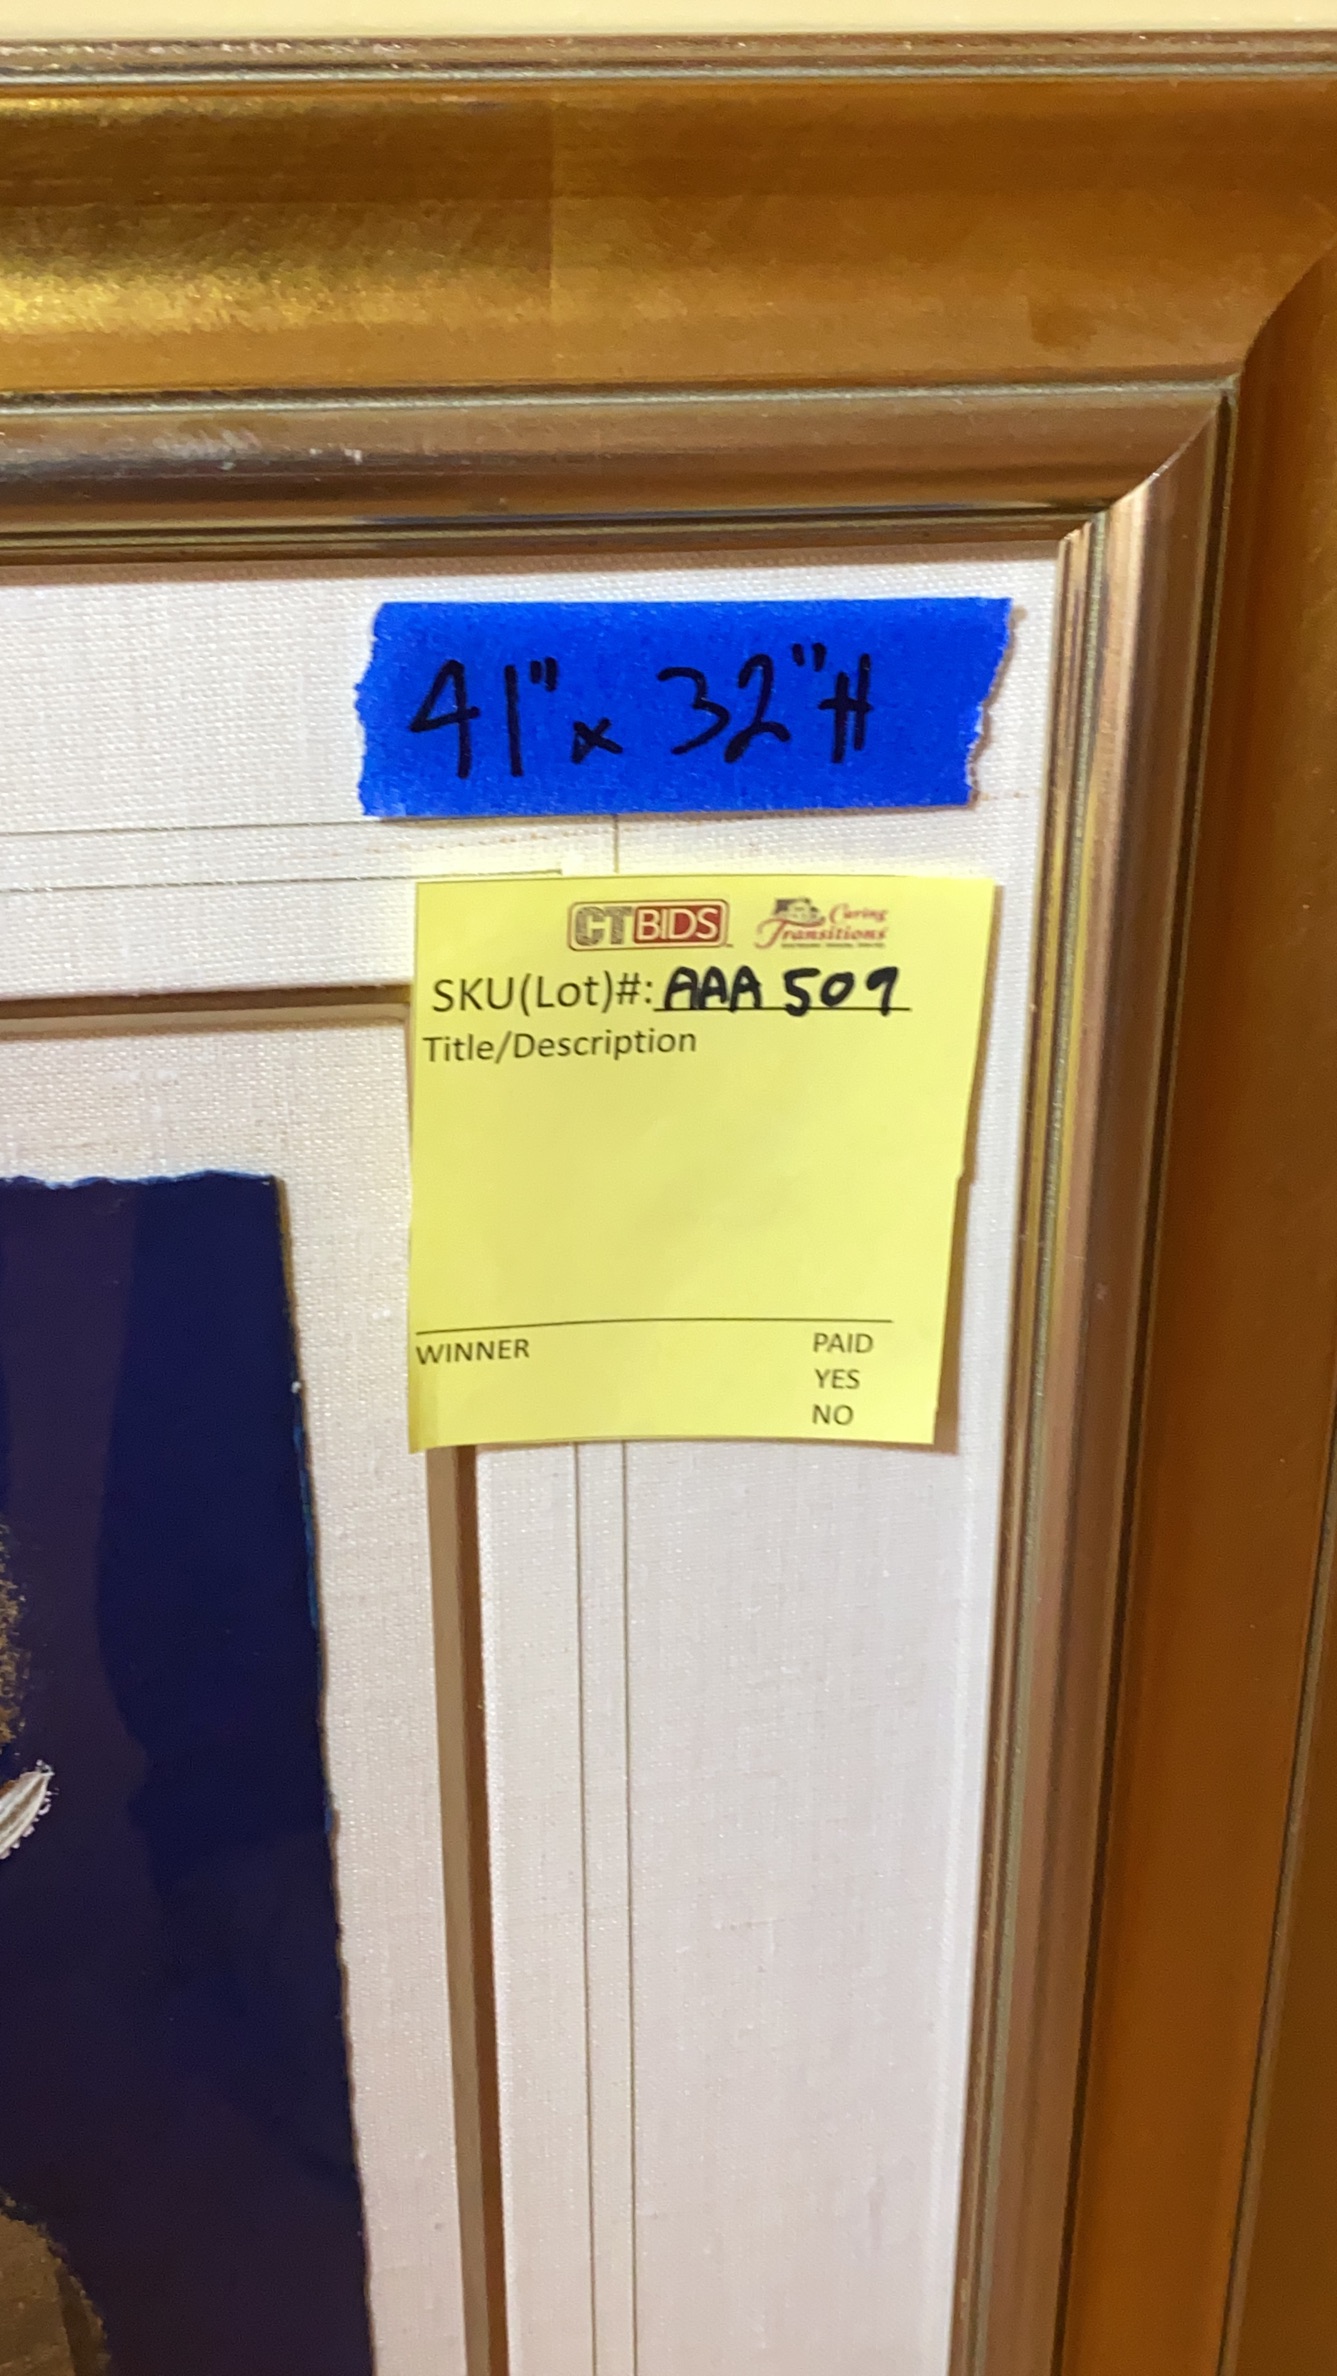 41" x 32"H
CTBIDS
Caring
Transitions
SKU(Lot)#: AAA 509
Title/Description
WINNER PAID
YES
NO